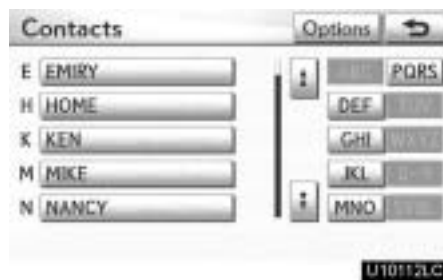 Contacts Options
E EMIRY PQRS
H HOME DEF
K KEN GHI
M MIKE JKL
N NANCY MNO
U10112LC